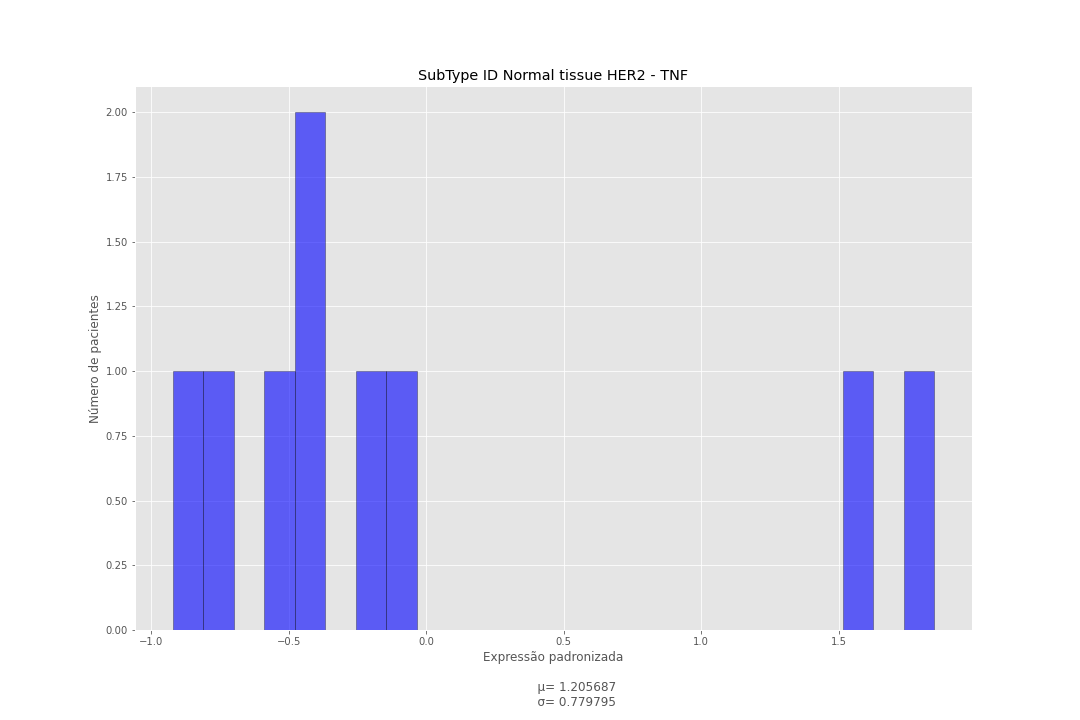 SubType ID Normal tissue HER2 - TNF
2.00
1.75
1.50
1.25
1.00
0.75
0.50
0.25
0.00
Número de pacientes
−1.0 −0.5 0.0 0.5 1.0 1.5
Expressão padronizada
μ= 1.205687
σ= 0.779795